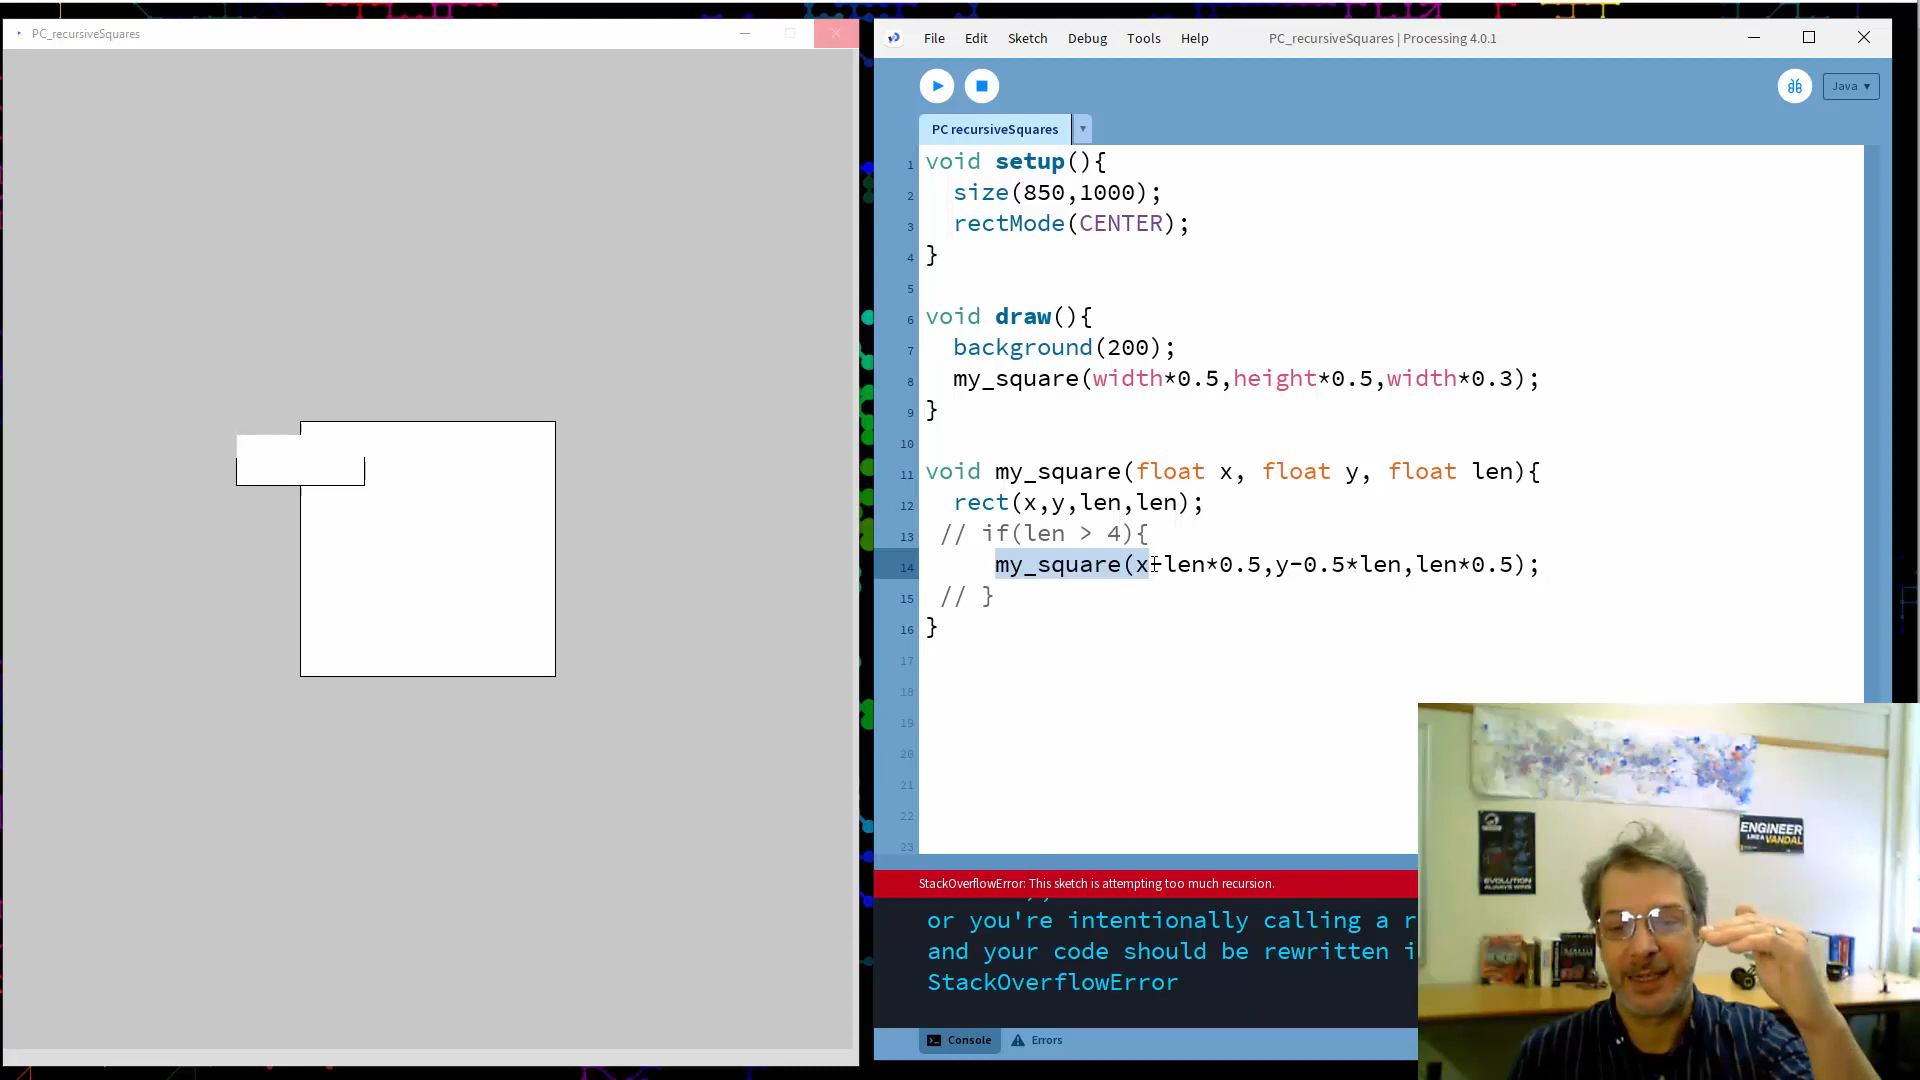 PC_recursiveSquares
File Edit Sketch Debug Tools Help
PC_recursiveSquares | Processing 4.0.1
Java
PC recursiveSquares
1 void setup(){
2 size(850,1000);
3 rectMode(CENTER);
4 }
5
6 void draw(){
7 background(200);
8 my_square(width*0.5,height*0.5,width*0.3);
9 }
10
11 void my_square(float x, float y, float len){
12 rect(x,y,len,len);
13 // if(len > 4){
14 my_square(x-len*0.5,y-0.5*len,len*0.5);
15 // }
16 }
17
18
19
20
21
22
23
ENGINEER
LIKE A VANDAL
EVOLUTION
ALWAYS WINS
StackOverflowError: This sketch is attempting too much recursion.
or you're intentionally calling a r
and your code should be rewritten i
StackOverflowError
Console Errors